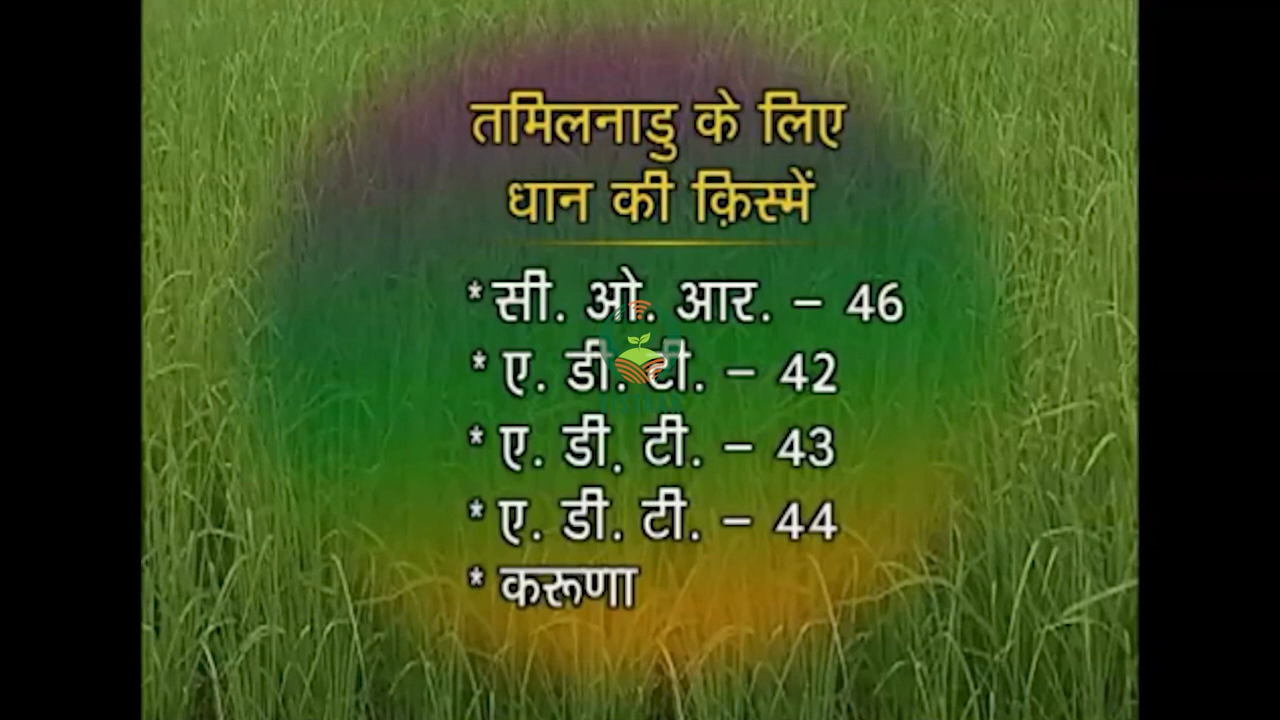 तमिलनाडु के लिए
धान की क़िस्में
* सी. ओ. आर. – 46
* ए. डी. टी. – 42
* ए. डी. टी. – 43
* ए. डी. टी. – 44
* करूणा